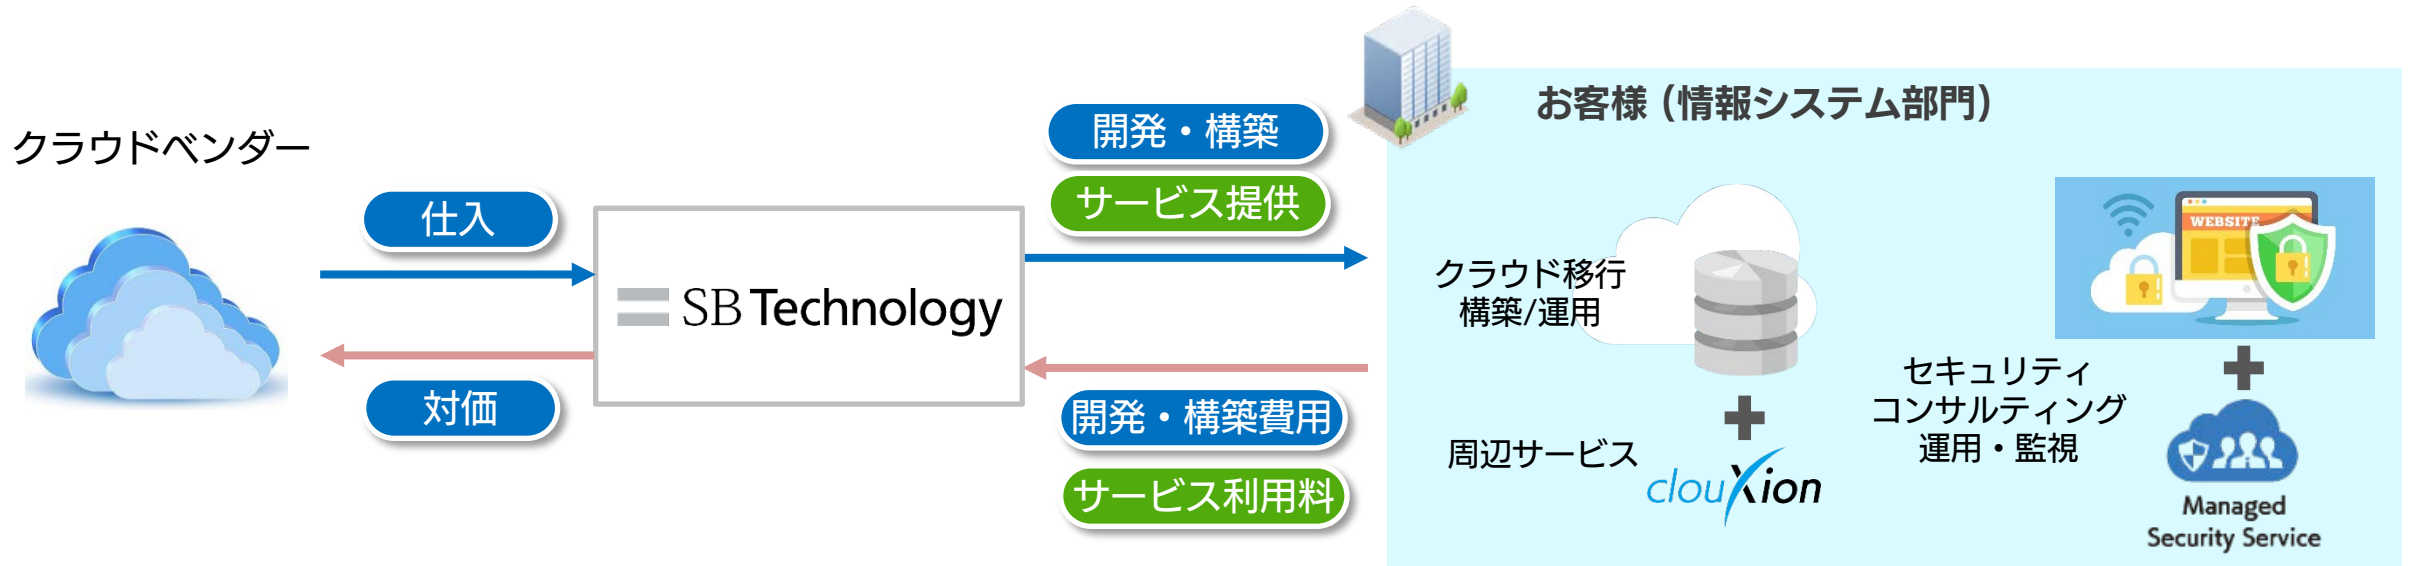 クラウドベンダー
仕入
対価
SB Technology
開発・構築
サービス提供
開発・構築費用
サービス利用料
お客様（情報システム部門）
クラウド移行
構築/運用
周辺サービス
clouXion
WEBSITE
セキュリティ
コンサルティング
運用・監視
Managed
Security Service